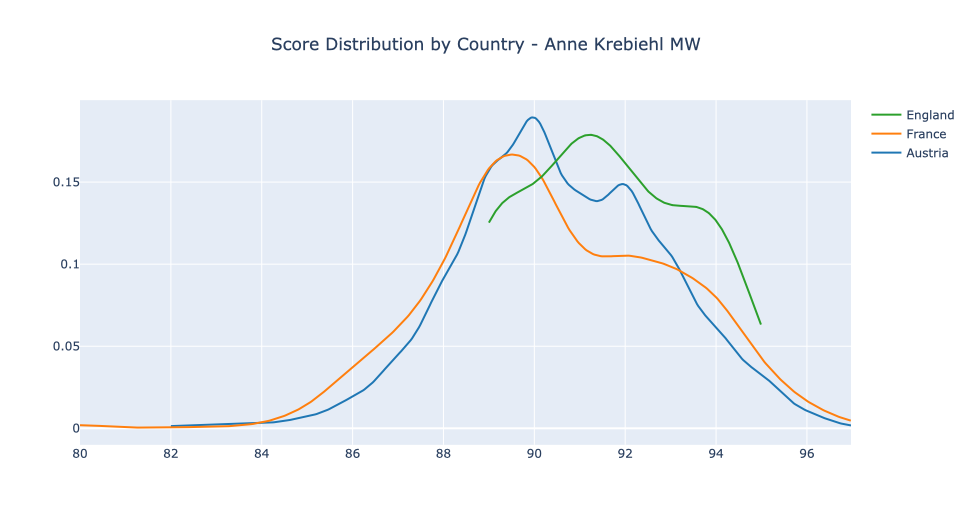 Score Distribution by Country - Anne Krebiehl MW
England
France
Austria
0.15
0.1
0.05
0
80 82 84 86 88 90 92 94 96